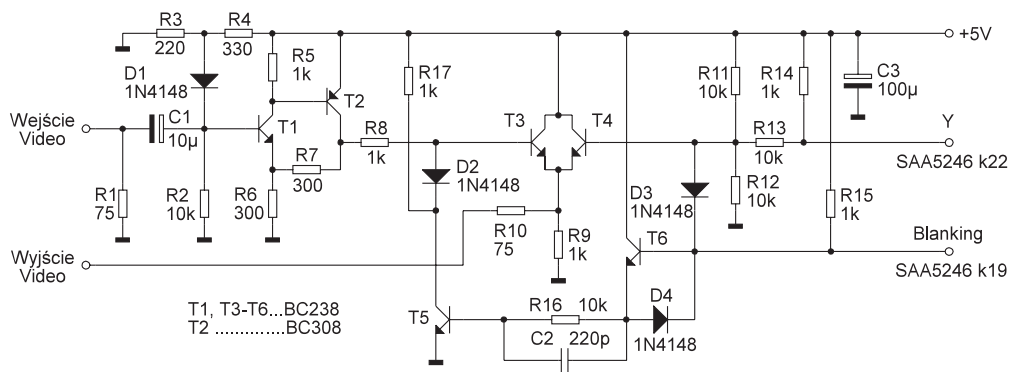 R3
220
R4
330
+5V
D1
1N4148
R5
1k
R17
1k
R11
10k
R14
1k
C3
100µ
T2
Wejście
Video
C1
10µ
T1
R8
1k
T3
T4
R13
10k
Y
SAA5246 k22
R7
300
D2
1N4148
D3
1N4148
R1
75
R2
10k
R6
300
R12
10k
R15
1k
R10
75
R9
1k
T6
Blanking
SAA5246 k19
Wyjście
Video
T1, T3-T6...BC238
T2 .............BC308
T5
R16 10k
D4
1N4148
C2 220p